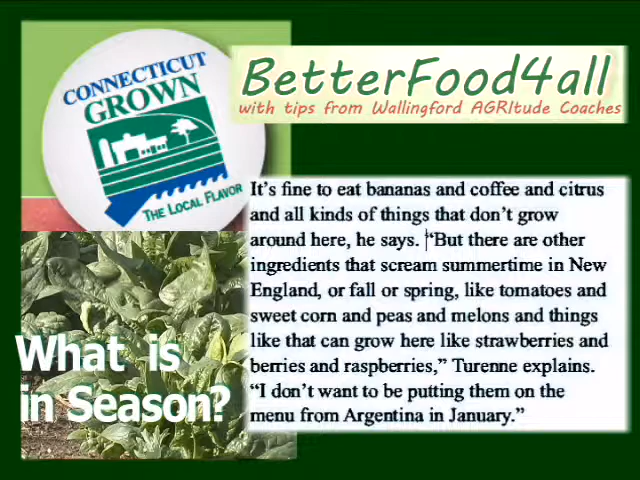 CONNECTICUT
GROWN
THE LOCAL FLAVOR
BetterFood4all
with tips from Wallingford AGRItude Coaches
It's fine to eat bananas and coffee and citrus
and all kinds of things that don't grow
around here, he says. “But there are other
ingredients that scream summertime in New
England, or fall or spring, like tomatoes and
sweet corn and peas and melons and things
like that can grow here like strawberries and
berries and raspberries,” Turenne explains.
“I don't want to be putting them on the
menu from Argentina in January.”
What is
in Season?